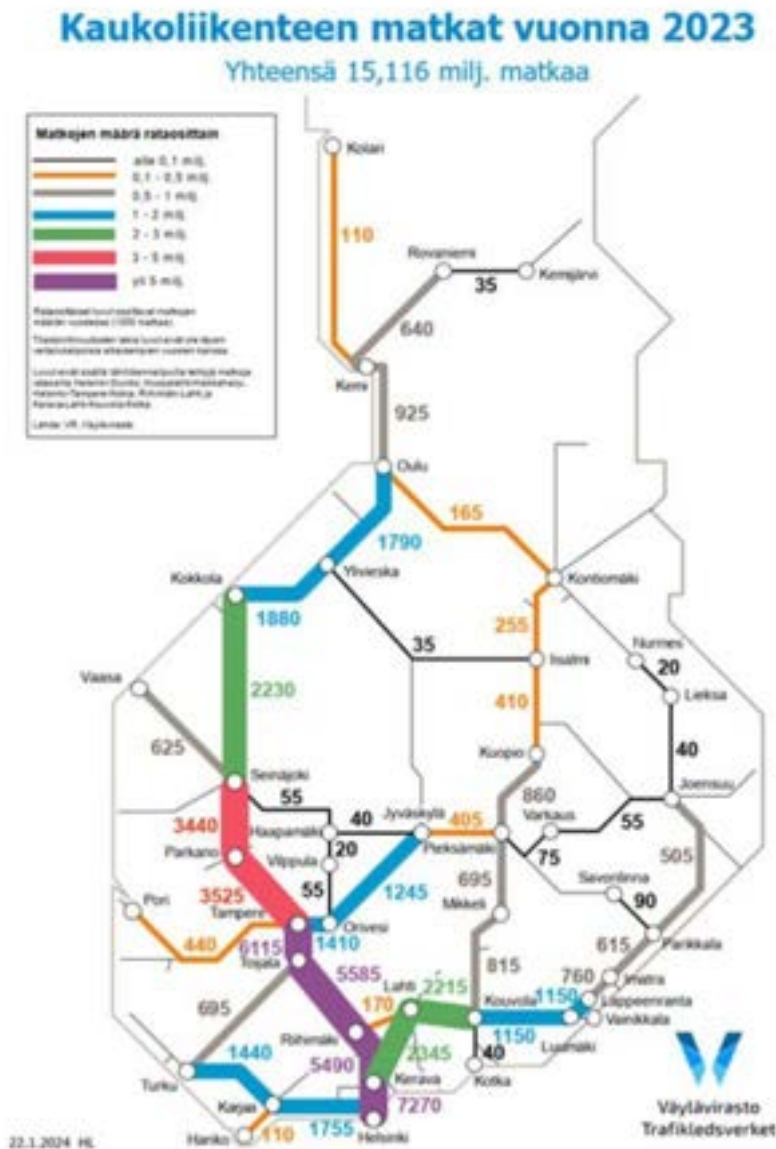 Kaukoliikenteen matkat vuonna 2023
Yhteensä 15,116 milj. matkaa
Matkojen määrä rataosittain
alle 0,1 milj.
0,1 - 0,5 milj.
0,5 - 1 milj.
1 - 2 milj.
2 - 3 milj.
3 - 5 milj.
yli 5 milj.
Lähde: VR, Väylävirasto
Kolari
110
Rovaniemi
35
Kemijärvi
640
Kemi
925
Oulu
165
1790
Kokkola
Ylivieska
Kontiomäki
1880
255
Nurmes
35
Iisalmi
20
Vaasa
2230
Lieksa
410
625
Kuopio
40
Seinäjoki
Joensuu
55
860
3440
Haapamäki
40
Jyväskylä
405
Varkaus
55
Parkano
20
Pieksämäki
75
505
Vilppula
3525
55
1245
695
Savonlinna
Pori
Mikkeli
90
Tampere
Orivesi
440
1410
Parikkala
6115
615
Toijala
815
5585
Imatra
Lahti
2215
760
695
170
Kouvola
1150
Lappeenranta
Vainikkala
Riihimäki
1150
Luumäki
1440
5490
2345
40
Turku
Kerava
Kotka
Karjaa
7270
1755
Helsinki
Hanko
110
Väylävirasto
Trafikledsverket
22.1.2024 HL